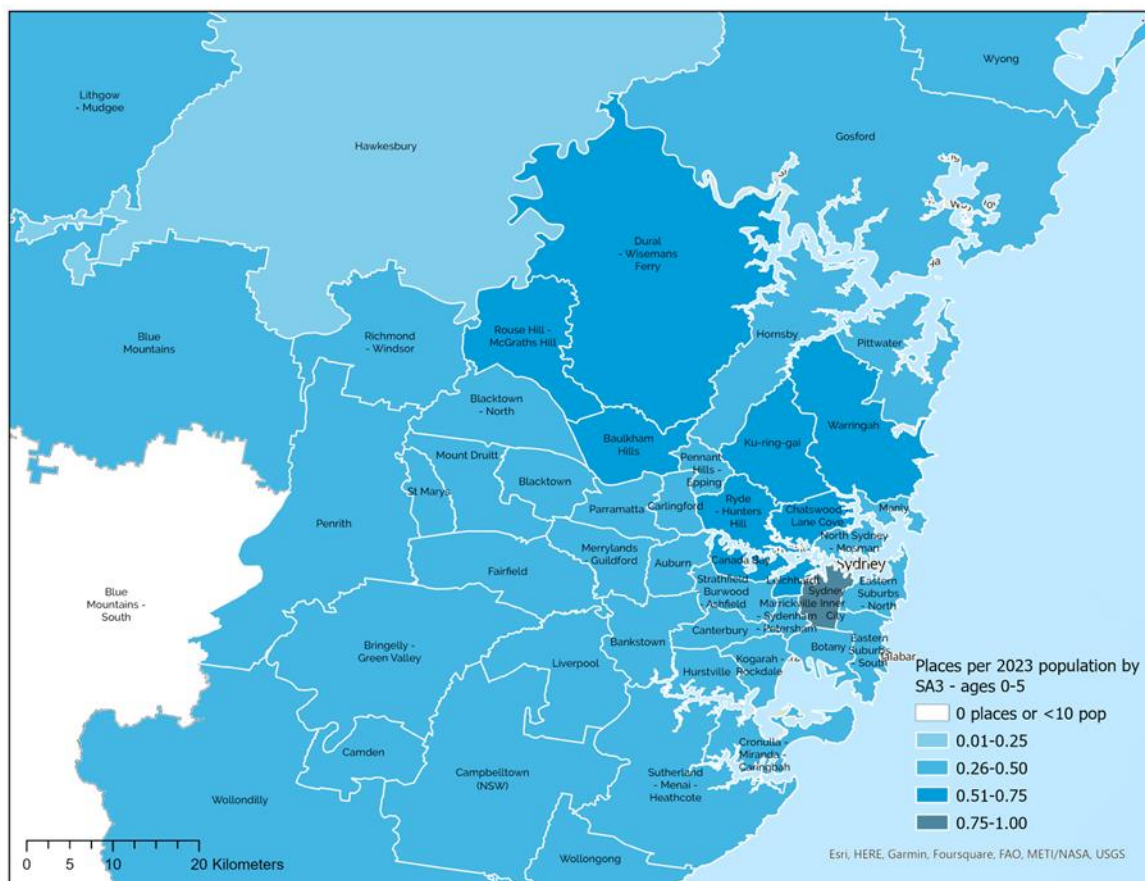 Wyong
Lithgow
- Mudgee
Gosford
Hawkesbury
Dural
- Wisemans
Ferry
Blue
Mountains
Richmond
- Windsor
Rouse Hill -
McGraths Hill
Hornsby
Pittwater
Blacktown
- North
Baulkham
Hills
Ku-ring-gai
Warringah
Mount Druitt
Pennant
Hills -
Epping
St Marys
Blacktown
Parramatta
Carlingford
Ryde
- Hunters
Hill
Chatswood -
Lane Cove
Manly
Penrith
North Sydney
- Mosman
Merrylands
Guildford
Auburn
Canada Bay
Sydney
Fairfield
Strathfield
Burwood
- Ashfield
Leichhardt
Sydney
Inner
City
Eastern
Suburbs
- North
Blue
Mountains -
South
Marrickville
- Sydenham
- Petersham
Bringelly -
Green Valley
Liverpool
Bankstown
Canterbury
Botany
Eastern
Suburbs
South
Hurstville
Kogarah -
Rockdale
Camden
Campbelltown
(NSW)
Cronulla -
Miranda -
Caringbah
Sutherland
- Menai -
Heathcote
Wollondilly
Wollongong
Places per 2023 population by
SA3 - ages 0-5
0 places or <10 pop
0.01-0.25
0.26-0.50
0.51-0.75
0.75-1.00
0 5 10 20 Kilometers
Esri, HERE, Garmin, Foursquare, FAO, METI/NASA, USGS